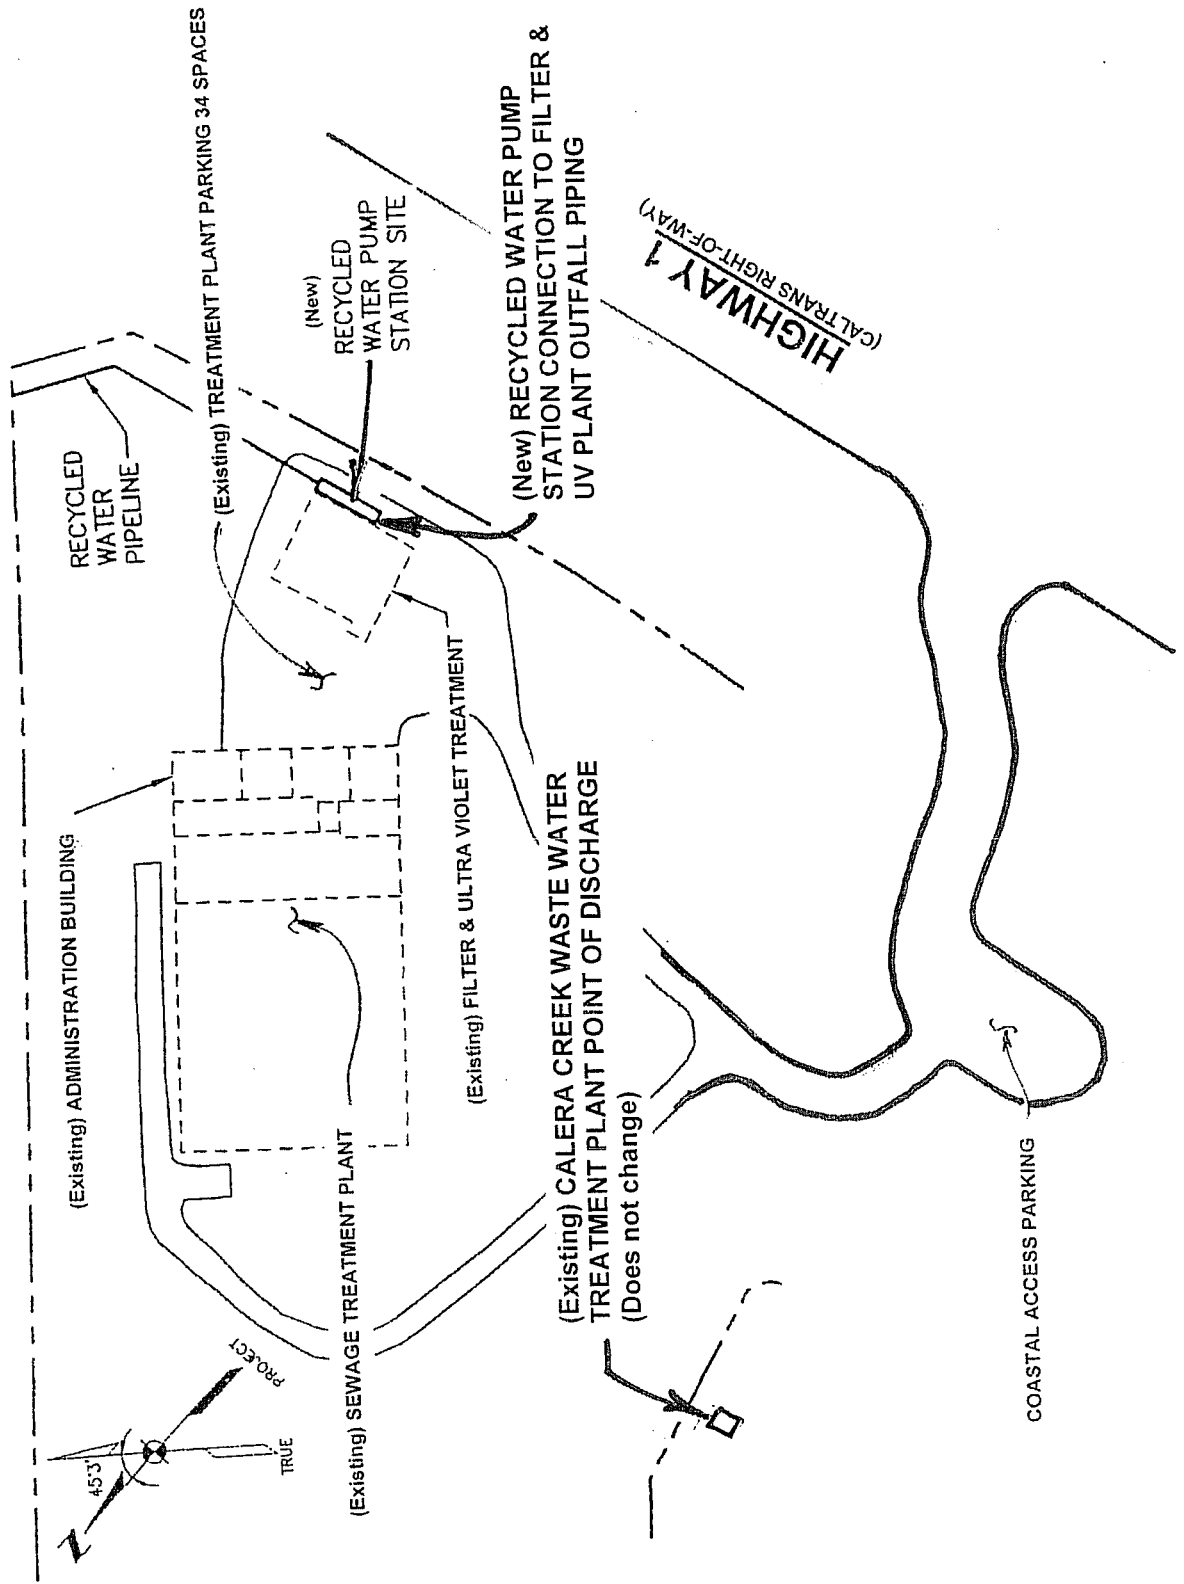 (Existing) TREATMENT PLANT PARKING 34 SPACES
(New)
RECYCLED
WATER PUMP
STATION SITE
(New) RECYCLED WATER PUMP
STATION CONNECTION TO FILTER &
UV PLANT OUTFALL PIPING
HIGHWAY 1
(CALTRANS RIGHT-OF-WAY)
RECYCLED
WATER
PIPELINE
(Existing) ADMINISTRATION BUILDING
(Existing) FILTER & ULTRA VIOLET TREATMENT
(Existing) CALERA CREEK WASTE WATER
TREATMENT PLANT POINT OF DISCHARGE
(Does not change)
(Existing) SEWAGE TREATMENT PLANT
COASTAL ACCESS PARKING
PROJECT
TRUE
45°3'
N